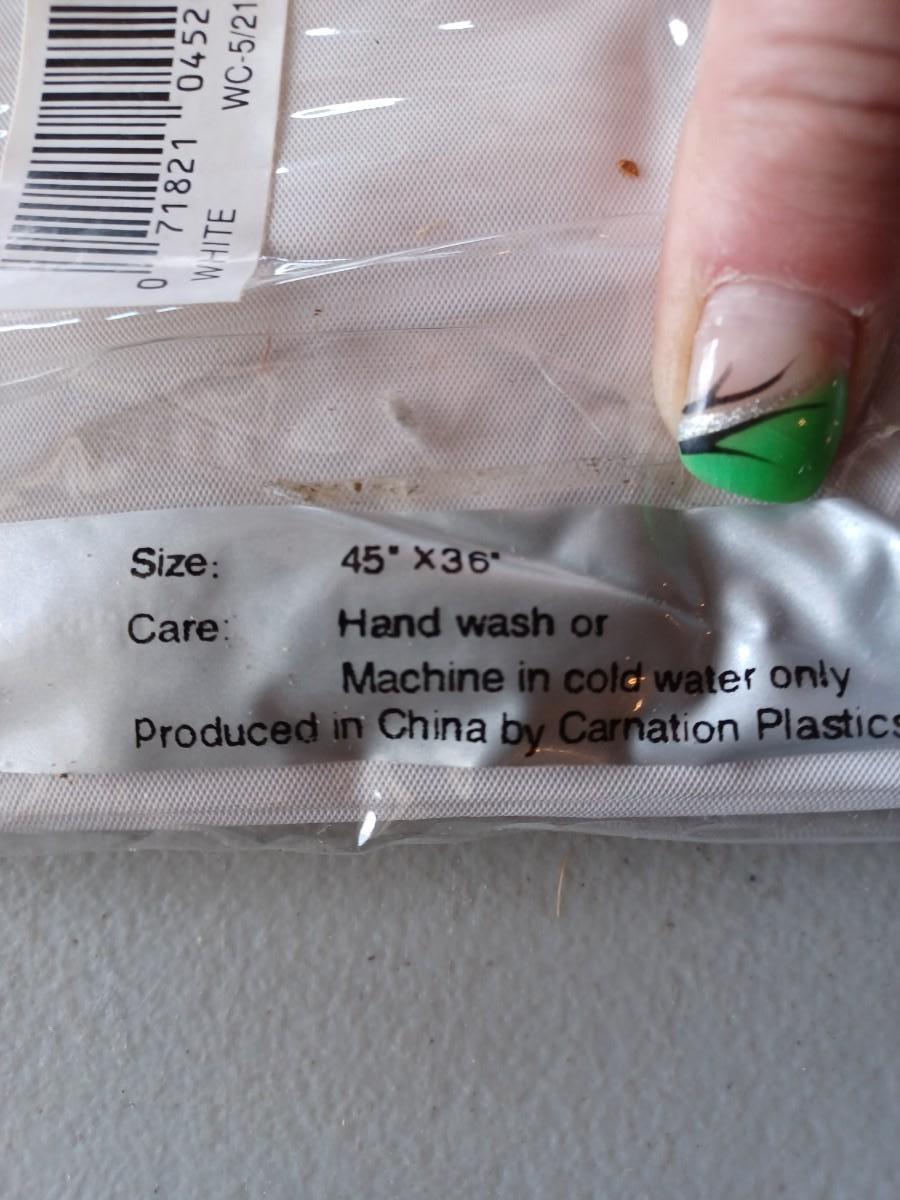 0 71821 0452
WHITE
WC-5/21
Size: 45" X36"
Care: Hand wash or
Machine in cold water only
Produced in China by Carnation Plastics